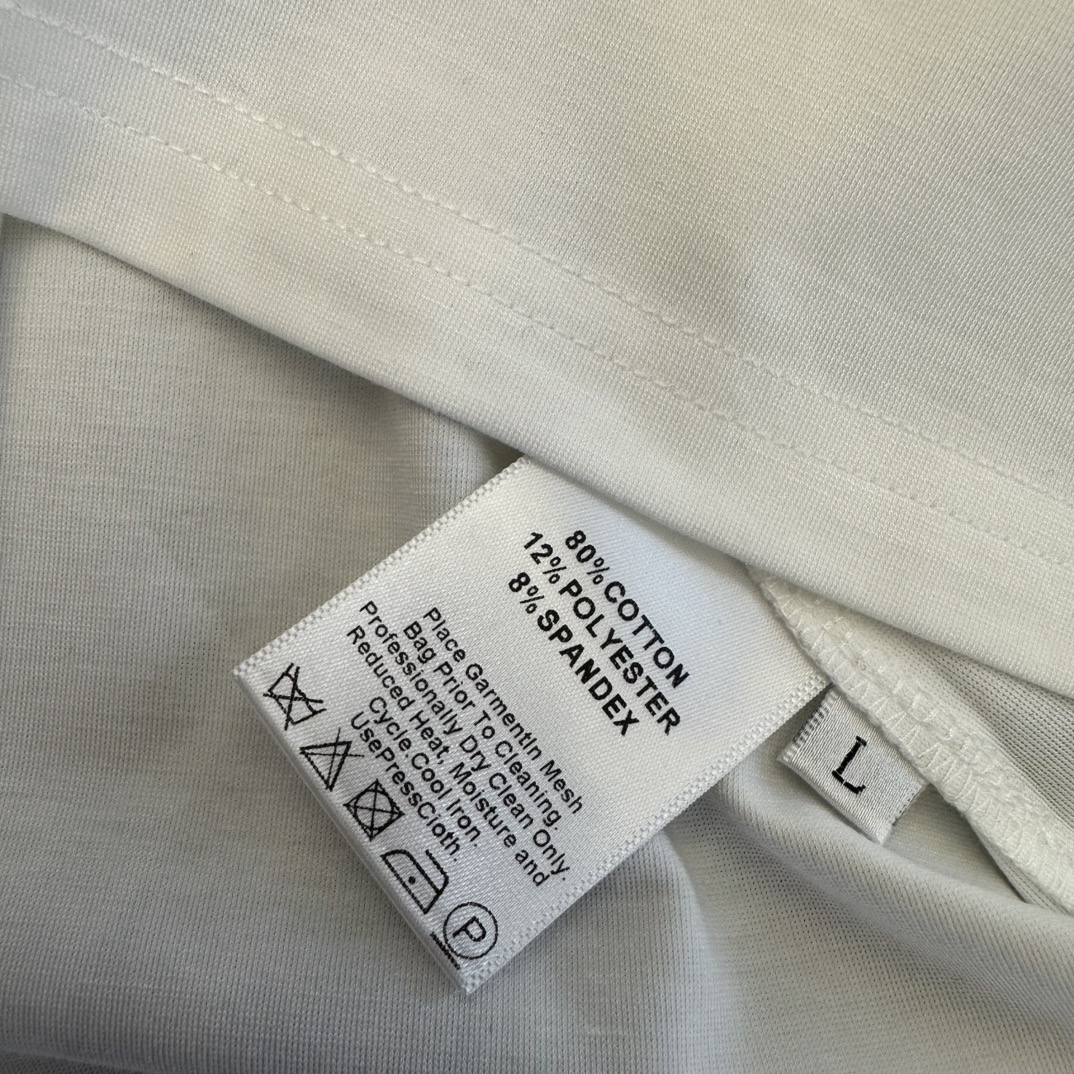 80%COTTON
12%POLYESTER
8%SPANDEX
Place GarmentIn Mesh
Bag Prior To Cleaning.
Professionally Dry Clean Only.
Reduced Heat, Moisture and
Cycle.Cool Iron.
UsePressCloth.
P
L